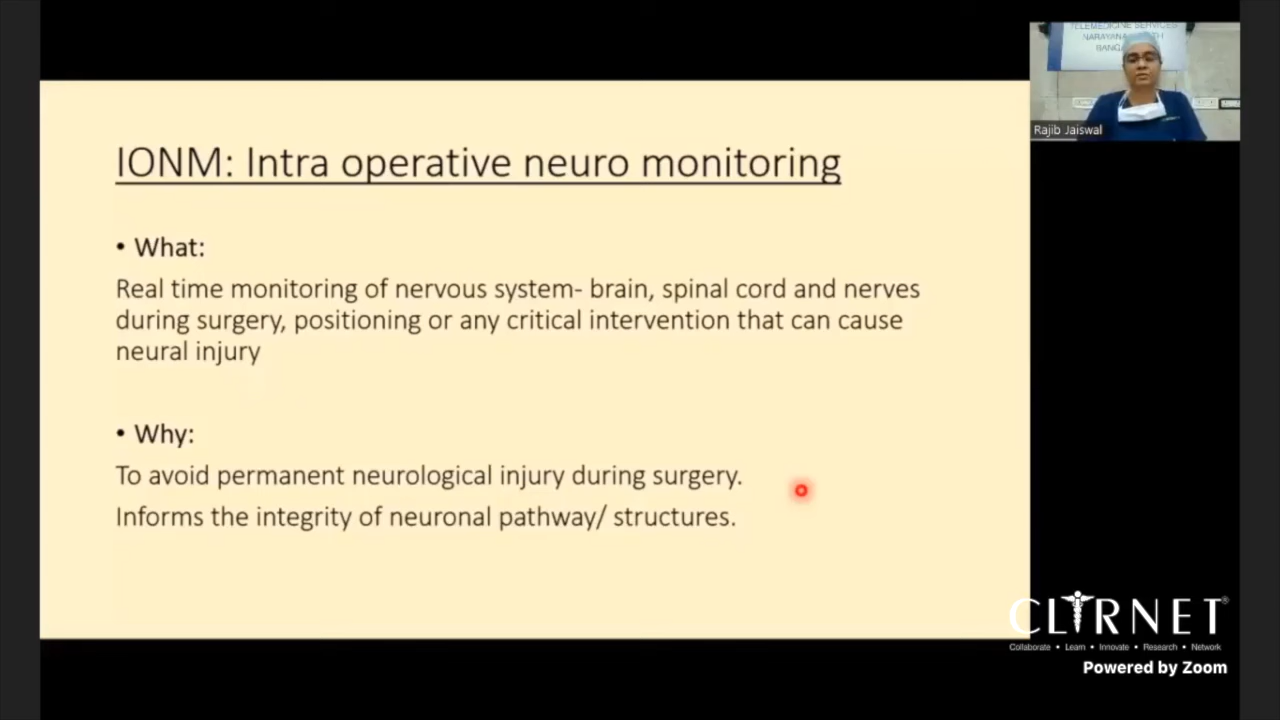 TELEMEDICINE SERVICES
Rajib Jaiswal
IONM: Intra operative neuro monitoring
• What:
Real time monitoring of nervous system- brain, spinal cord and nerves
during surgery, positioning or any critical intervention that can cause
neural injury
• Why:
To avoid permanent neurological injury during surgery.
Informs the integrity of neuronal pathway/ structures.
CLIRNET®
Collaborate • Learn • Innovate • Research • Network
Powered by Zoom